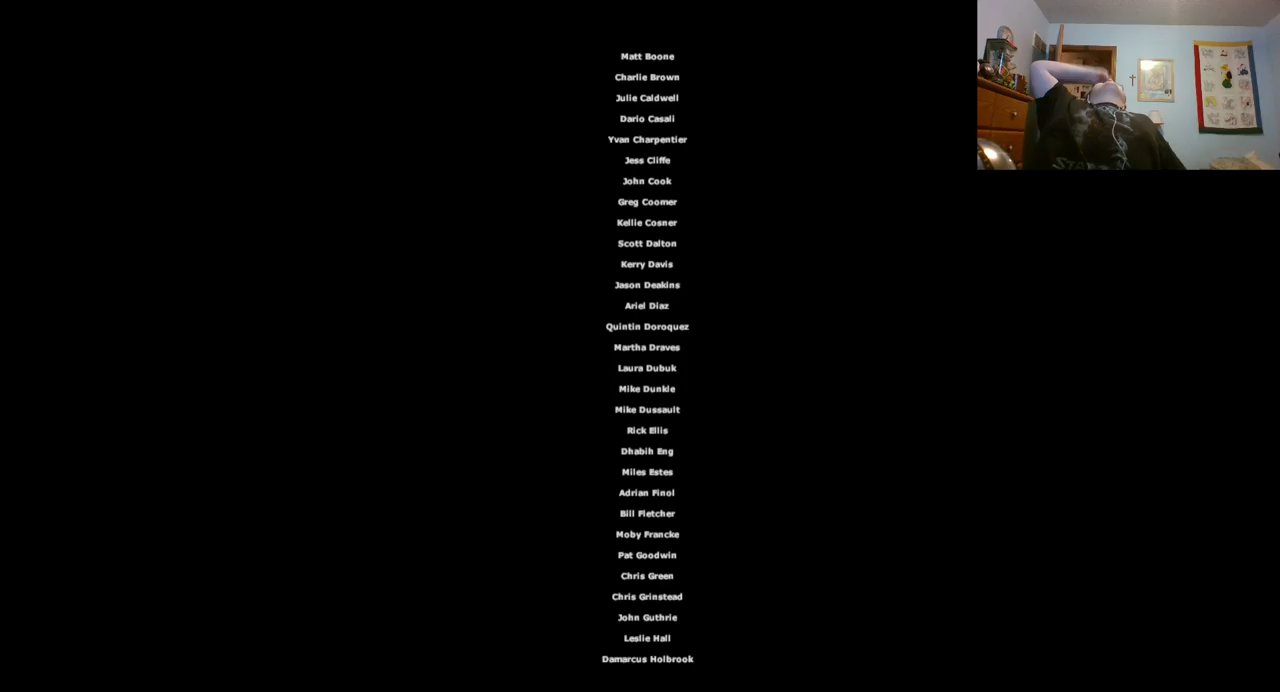 Matt Boone
Charlie Brown
Julie Caldwell
Dario Casali
Yvan Charpentier
Jess Cliffe
John Cook
Greg Coomer
Kellie Cosner
Scott Dalton
Kerry Davis
Jason Deakins
Ariel Diaz
Quintin Doroquez
Martha Draves
Laura Dubuk
Mike Dunkle
Mike Dussault
Rick Ellis
Dhabih Eng
Miles Estes
Adrian Finol
Bill Fletcher
Moby Francke
Pat Goodwin
Chris Green
Chris Grinstead
John Guthrie
Leslie Hall
Damarcus Holbrook